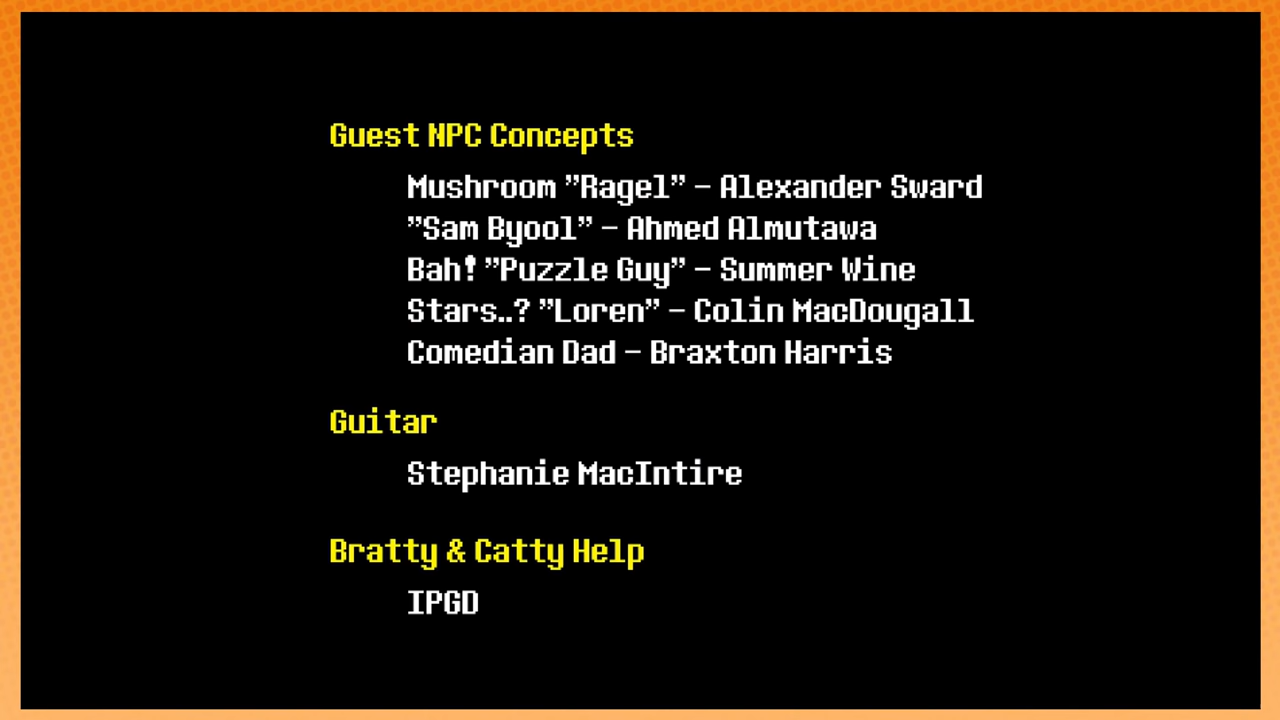 Guest NPC Concepts
Mushroom "Ragel" - Alexander Sward
"Sam Byool" - Ahmed Almutawa
Bah! "Puzzle Guy" - Summer Wine
Stars..? "Loren" - Colin MacDougall
Comedian Dad - Braxton Harris
Guitar
Stephanie MacIntire
Bratty & Catty Help
IPGD